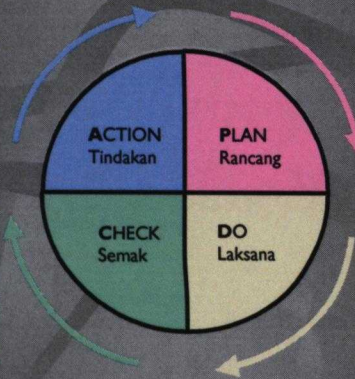 ACTION
Tindakan
PLAN
Rancang
CHECK
Semak
DO
Laksana